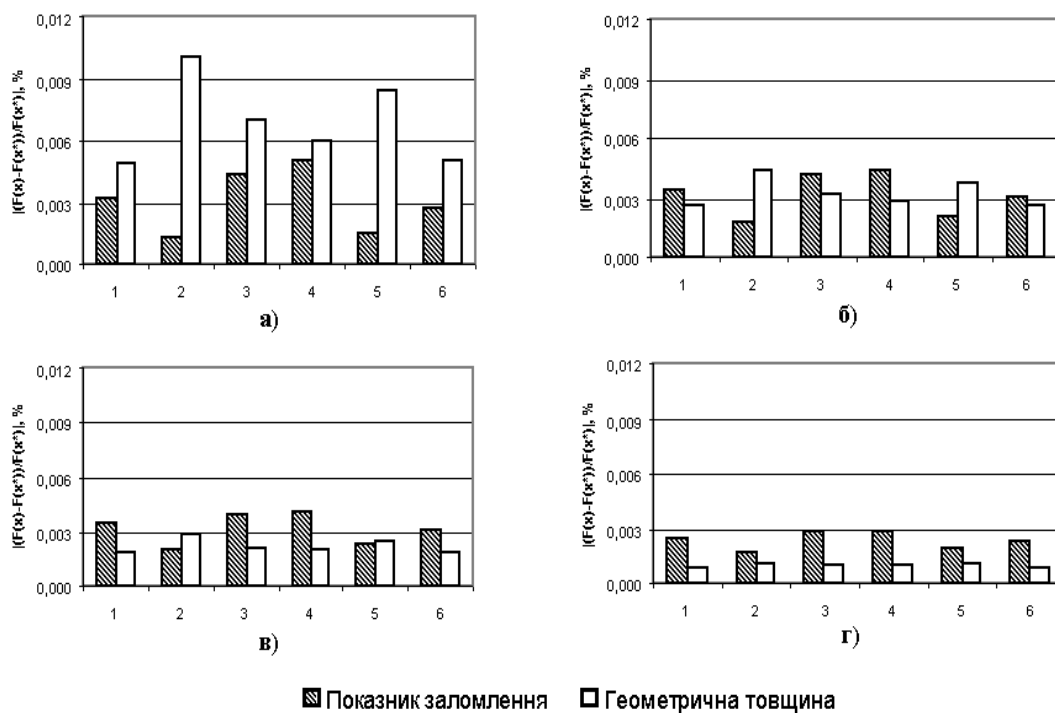 |(F(x)-F(x*))/F(x*)|, %
0,012
0,009
0,006
0,003
0,000
1 2 3 4 5 6
а)
|(F(x)-F(x*))/F(x*)|, %
0,012
0,009
0,006
0,003
0,000
1 2 3 4 5 6
б)
|(F(x)-F(x*))/F(x*)|, %
0,012
0,009
0,006
0,003
0,000
1 2 3 4 5 6
в)
|(F(x)-F(x*))/F(x*)|, %
0,012
0,009
0,006
0,003
0,000
1 2 3 4 5 6
г)
Показник заломлення Геометрична товщина